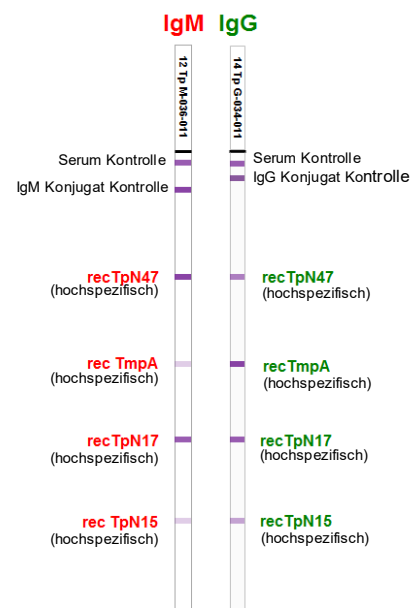 IgM IgG
12 Tp M-036-011
14 Tp G-034-011
Serum Kontrolle
Serum Kontrolle
IgM Konjugat Kontrolle
IgG Konjugat Kontrolle
recTpN47
(hochspezifisch)
recTpN47
(hochspezifisch)
rec TmpA
(hochspezifisch)
recTmpA
(hochspezifisch)
recTpN17
(hochspezifisch)
recTpN17
(hochspezifisch)
rec TpN15
(hochspezifisch)
recTpN15
(hochspezifisch)